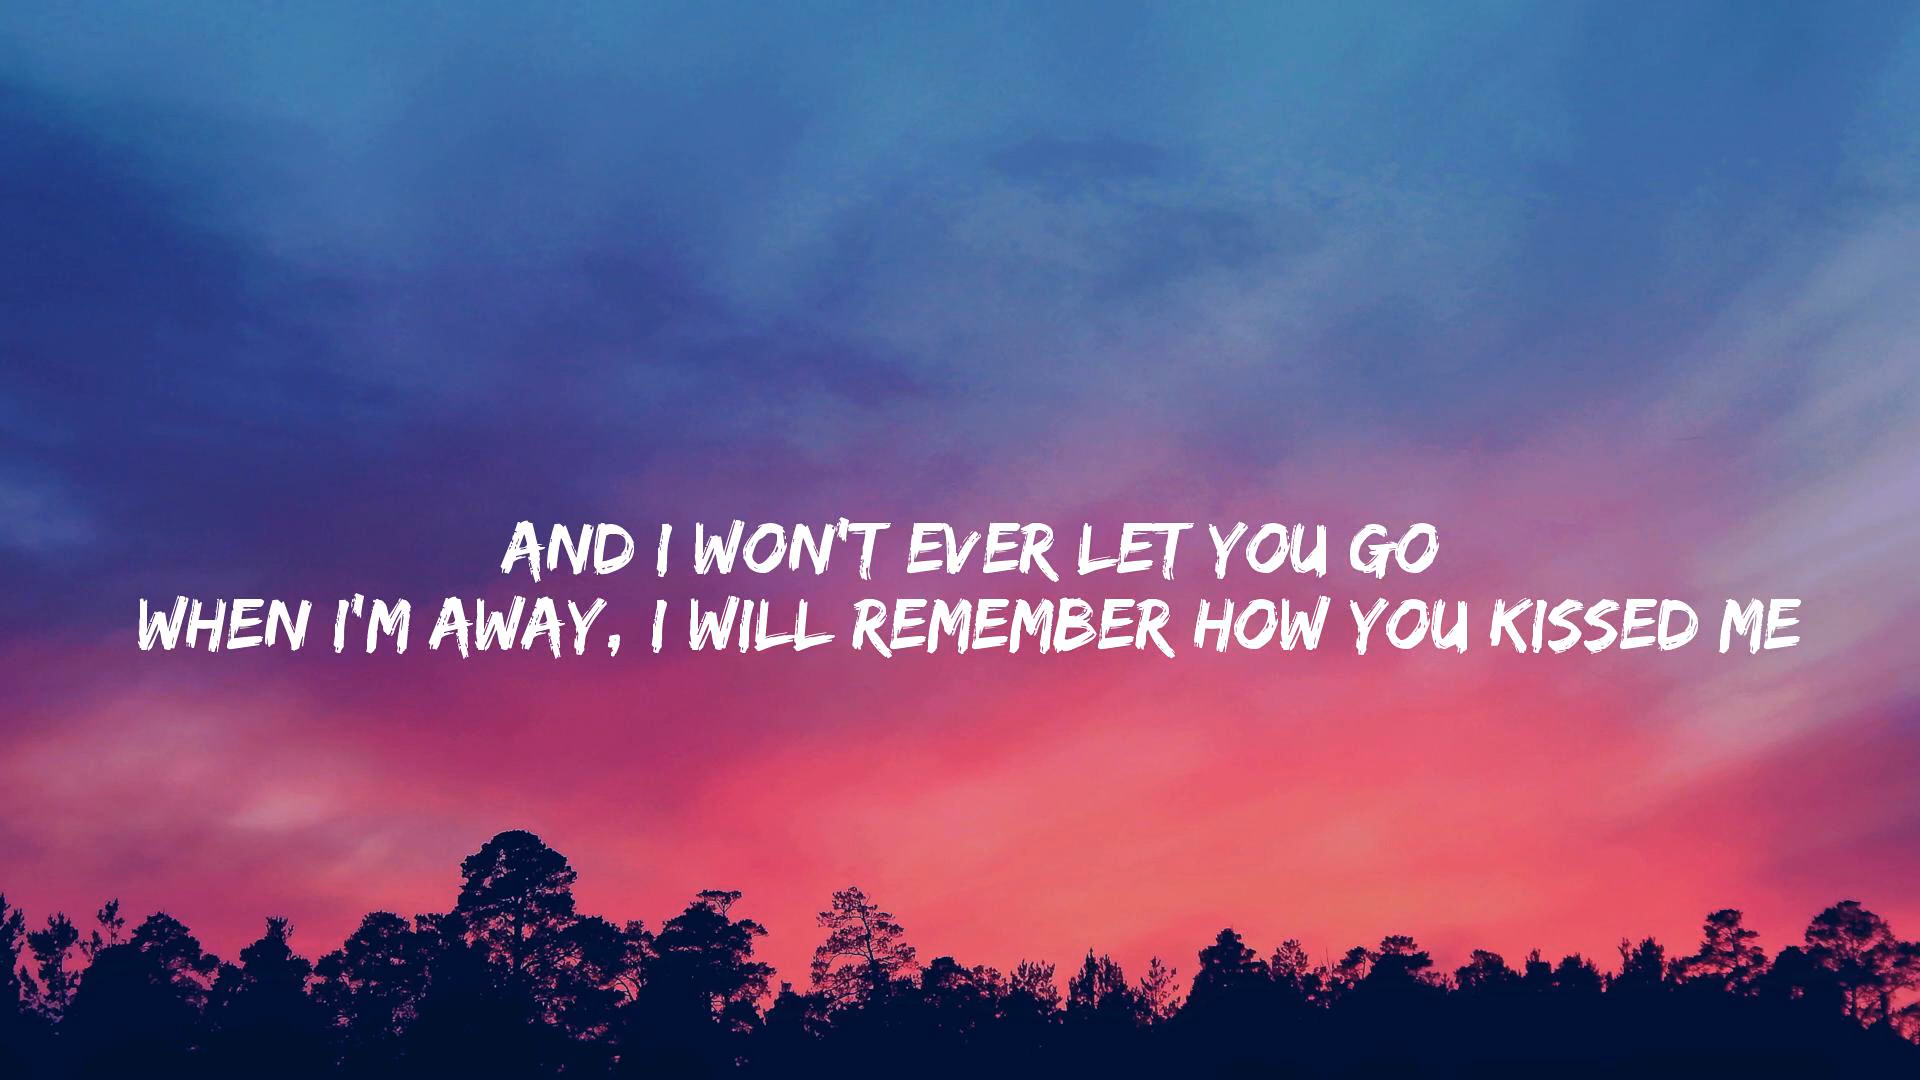 AND I WON'T EVER LET YOU GO
WHEN I'M AWAY, I WILL REMEMBER HOW YOU KISSED ME